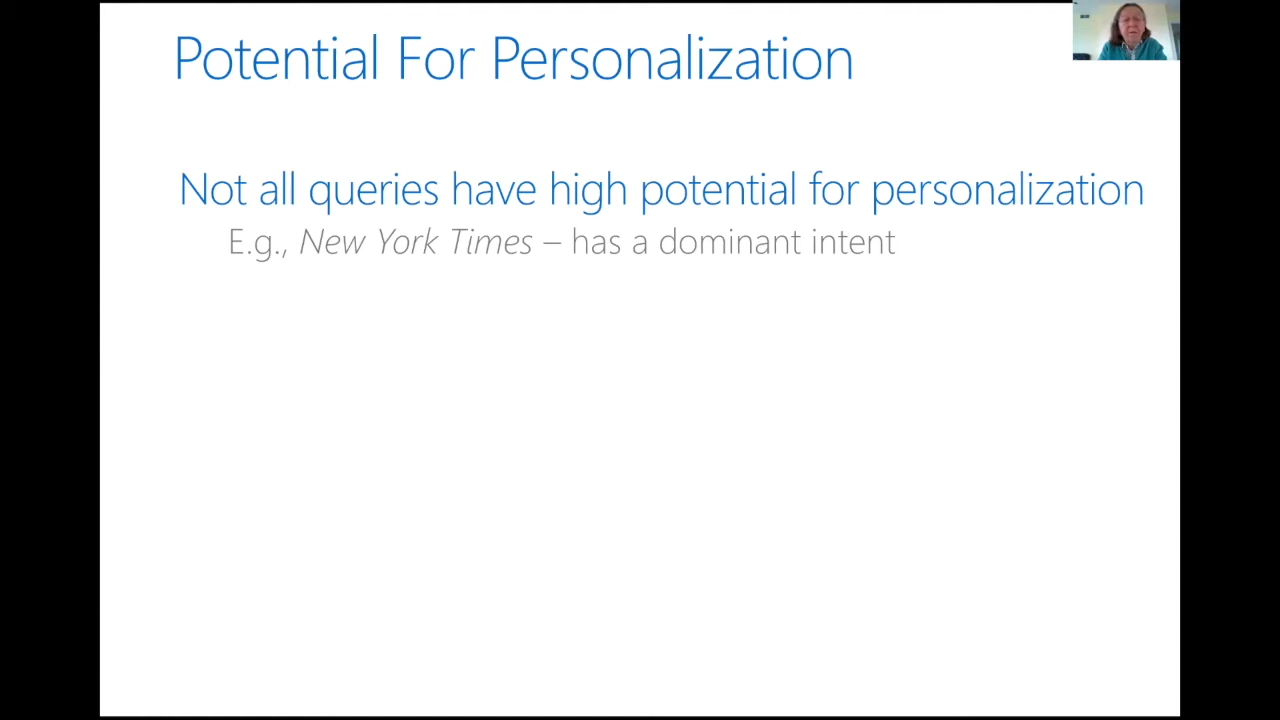 Potential For Personalization
Not all queries have high potential for personalization
E.g., New York Times – has a dominant intent